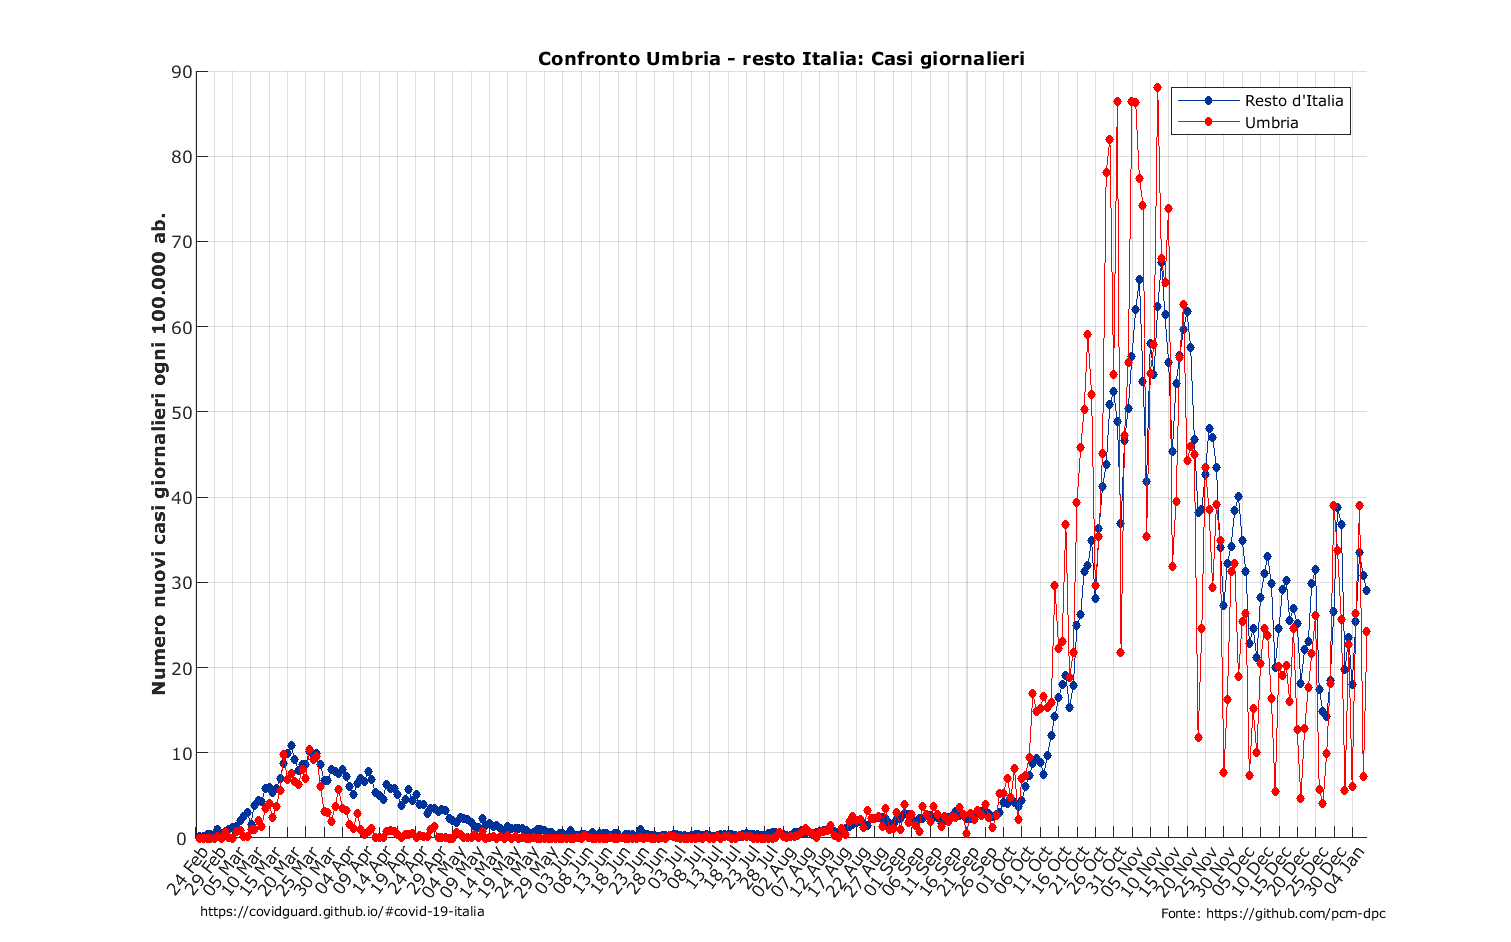 Confronto Umbria - resto Italia: Casi giornalieri
Numero nuovi casi giornalieri ogni 100.000 ab.
90
80
70
60
50
40
30
20
10
0
Resto d'Italia
Umbria
24 Feb
29 Feb
05 Mar
10 Mar
15 Mar
20 Mar
25 Mar
30 Mar
04 Apr
09 Apr
14 Apr
19 Apr
24 Apr
29 Apr
04 May
09 May
14 May
19 May
24 May
29 May
03 Jun
08 Jun
13 Jun
18 Jun
23 Jun
28 Jun
03 Jul
08 Jul
13 Jul
18 Jul
23 Jul
28 Jul
02 Aug
07 Aug
12 Aug
17 Aug
22 Aug
27 Aug
01 Sep
06 Sep
11 Sep
16 Sep
21 Sep
26 Sep
01 Oct
06 Oct
11 Oct
16 Oct
21 Oct
26 Oct
31 Oct
05 Nov
10 Nov
15 Nov
20 Nov
25 Nov
30 Nov
05 Dec
10 Dec
15 Dec
20 Dec
25 Dec
30 Dec
04 Jan
https://covidguard.github.io/#covid-19-italia
Fonte: https://github.com/pcm-dpc